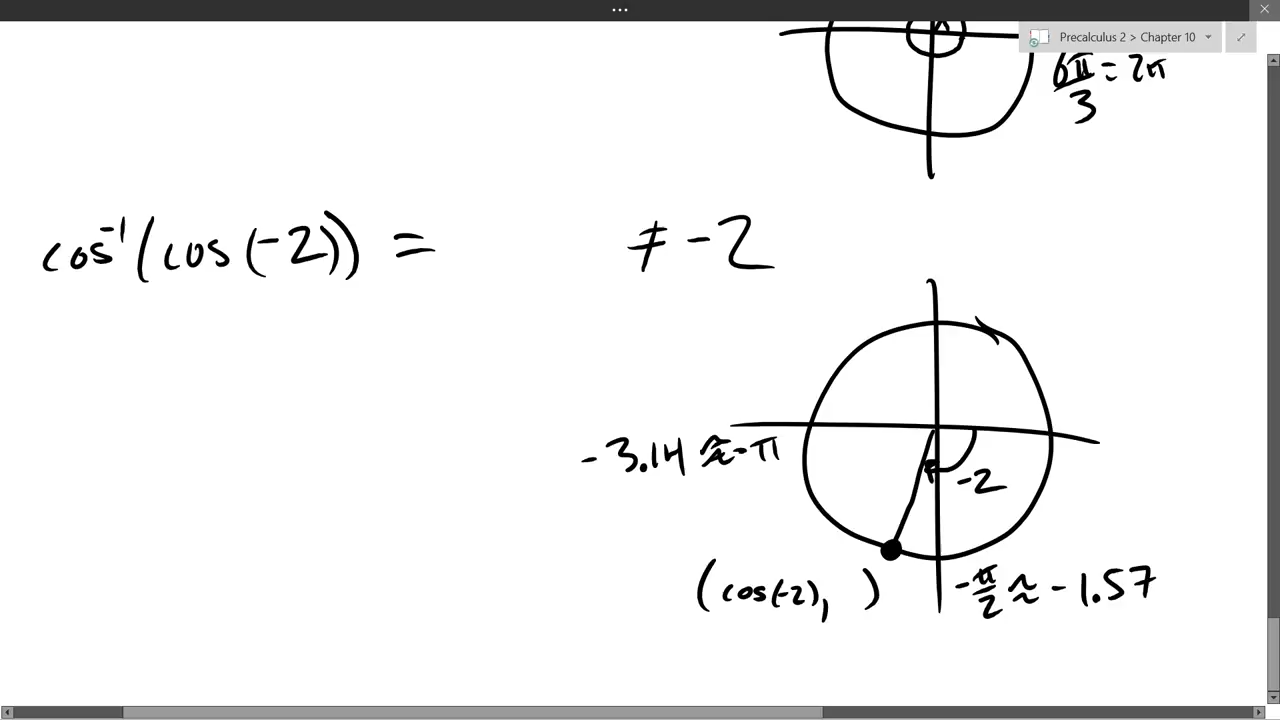 Precalculus 2 > Chapter 10
6π/3 = 2π
cos⁻¹(cos(-2)) = ≠ -2
-3.14 ≈ -π
-2
(cos(-2), )
-π/2 ≈ -1.57